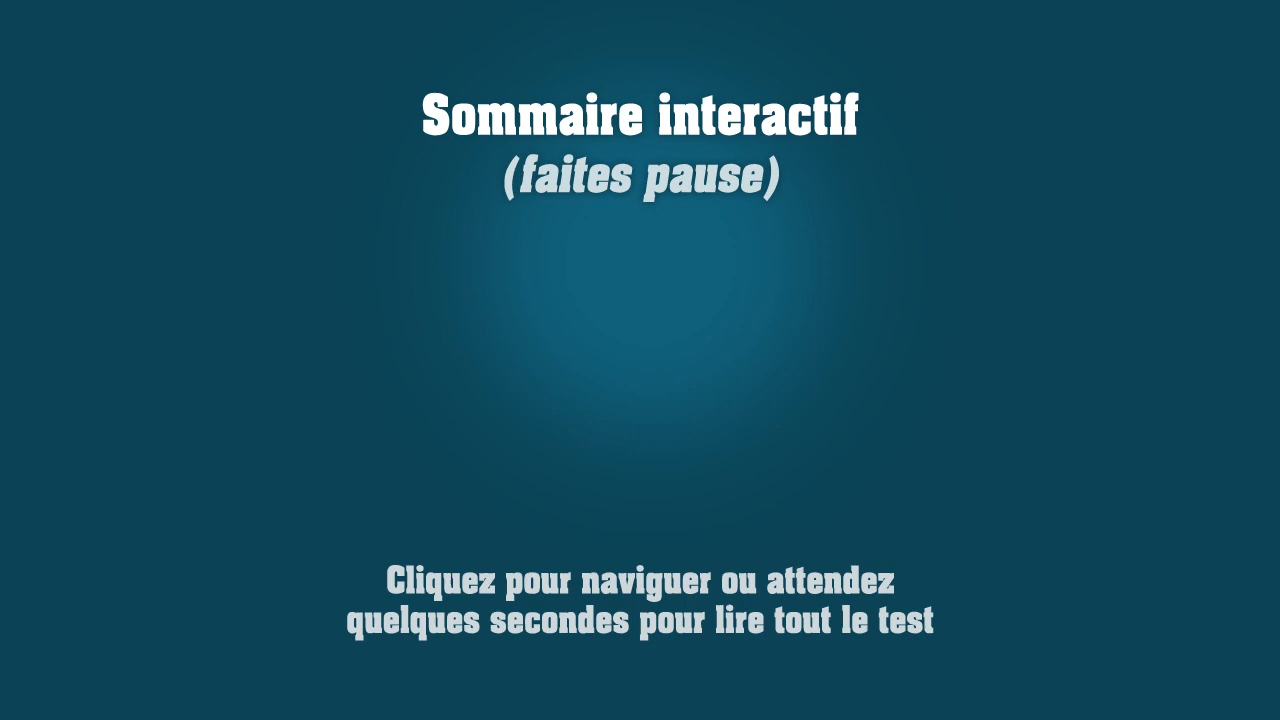 Sommaire interactif
(faites pause)
Cliquez pour naviguer ou attendez
quelques secondes pour lire tout le test